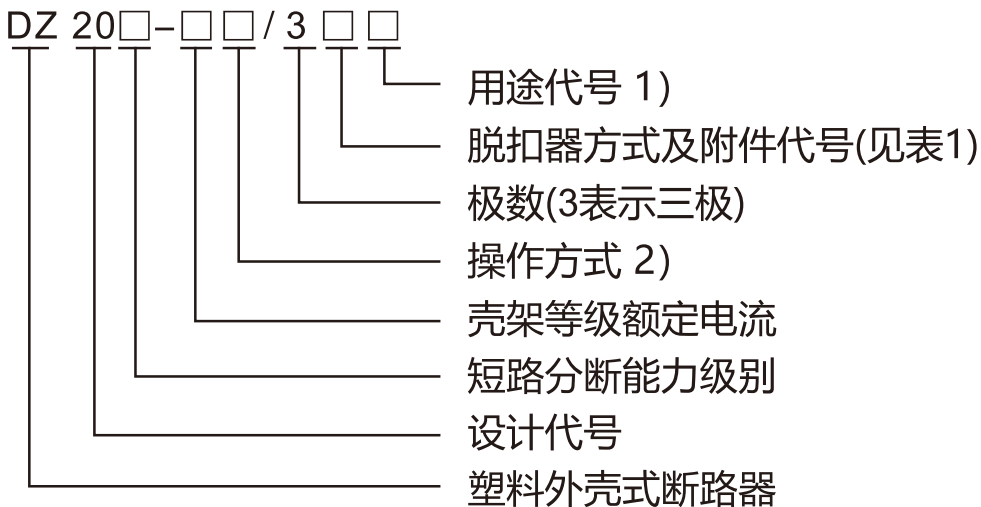 DZ 20□-□□/3□□
用途代号 1)
脱扣器方式及附件代号(见表1)
极数(3表示三极)
操作方式 2)
壳架等级额定电流
短路分断能力级别
设计代号
塑料外壳式断路器